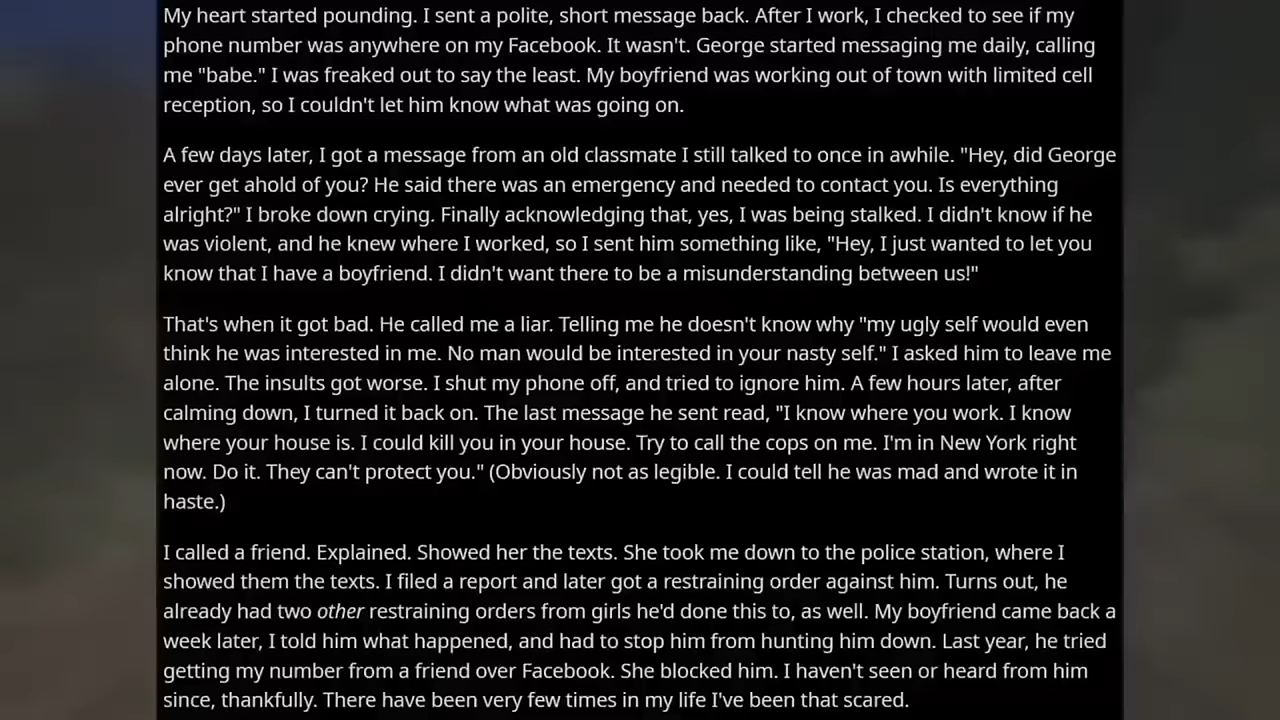 My heart started pounding. I sent a polite, short message back. After I work, I checked to see if my
phone number was anywhere on my Facebook. It wasn't. George started messaging me daily, calling
me "babe." I was freaked out to say the least. My boyfriend was working out of town with limited cell
reception, so I couldn't let him know what was going on.
A few days later, I got a message from an old classmate I still talked to once in awhile. "Hey, did George
ever get ahold of you? He said there was an emergency and needed to contact you. Is everything
alright?" I broke down crying. Finally acknowledging that, yes, I was being stalked. I didn't know if he
was violent, and he knew where I worked, so I sent him something like, "Hey, I just wanted to let you
know that I have a boyfriend. I didn't want there to be a misunderstanding between us!"
That's when it got bad. He called me a liar. Telling me he doesn't know why "my ugly self would even
think he was interested in me. No man would be interested in your nasty self." I asked him to leave me
alone. The insults got worse. I shut my phone off, and tried to ignore him. A few hours later, after
calming down, I turned it back on. The last message he sent read, "I know where you work. I know
where your house is. I could kill you in your house. Try to call the cops on me. I'm in New York right
now. Do it. They can't protect you." (Obviously not as legible. I could tell he was mad and wrote it in
haste.)
I called a friend. Explained. Showed her the texts. She took me down to the police station, where I
showed them the texts. I filed a report and later got a restraining order against him. Turns out, he
already had two other restraining orders from girls he'd done this to, as well. My boyfriend came back a
week later, I told him what happened, and had to stop him from hunting him down. Last year, he tried
getting my number from a friend over Facebook. She blocked him. I haven't seen or heard from him
since, thankfully. There have been very few times in my life I've been that scared.